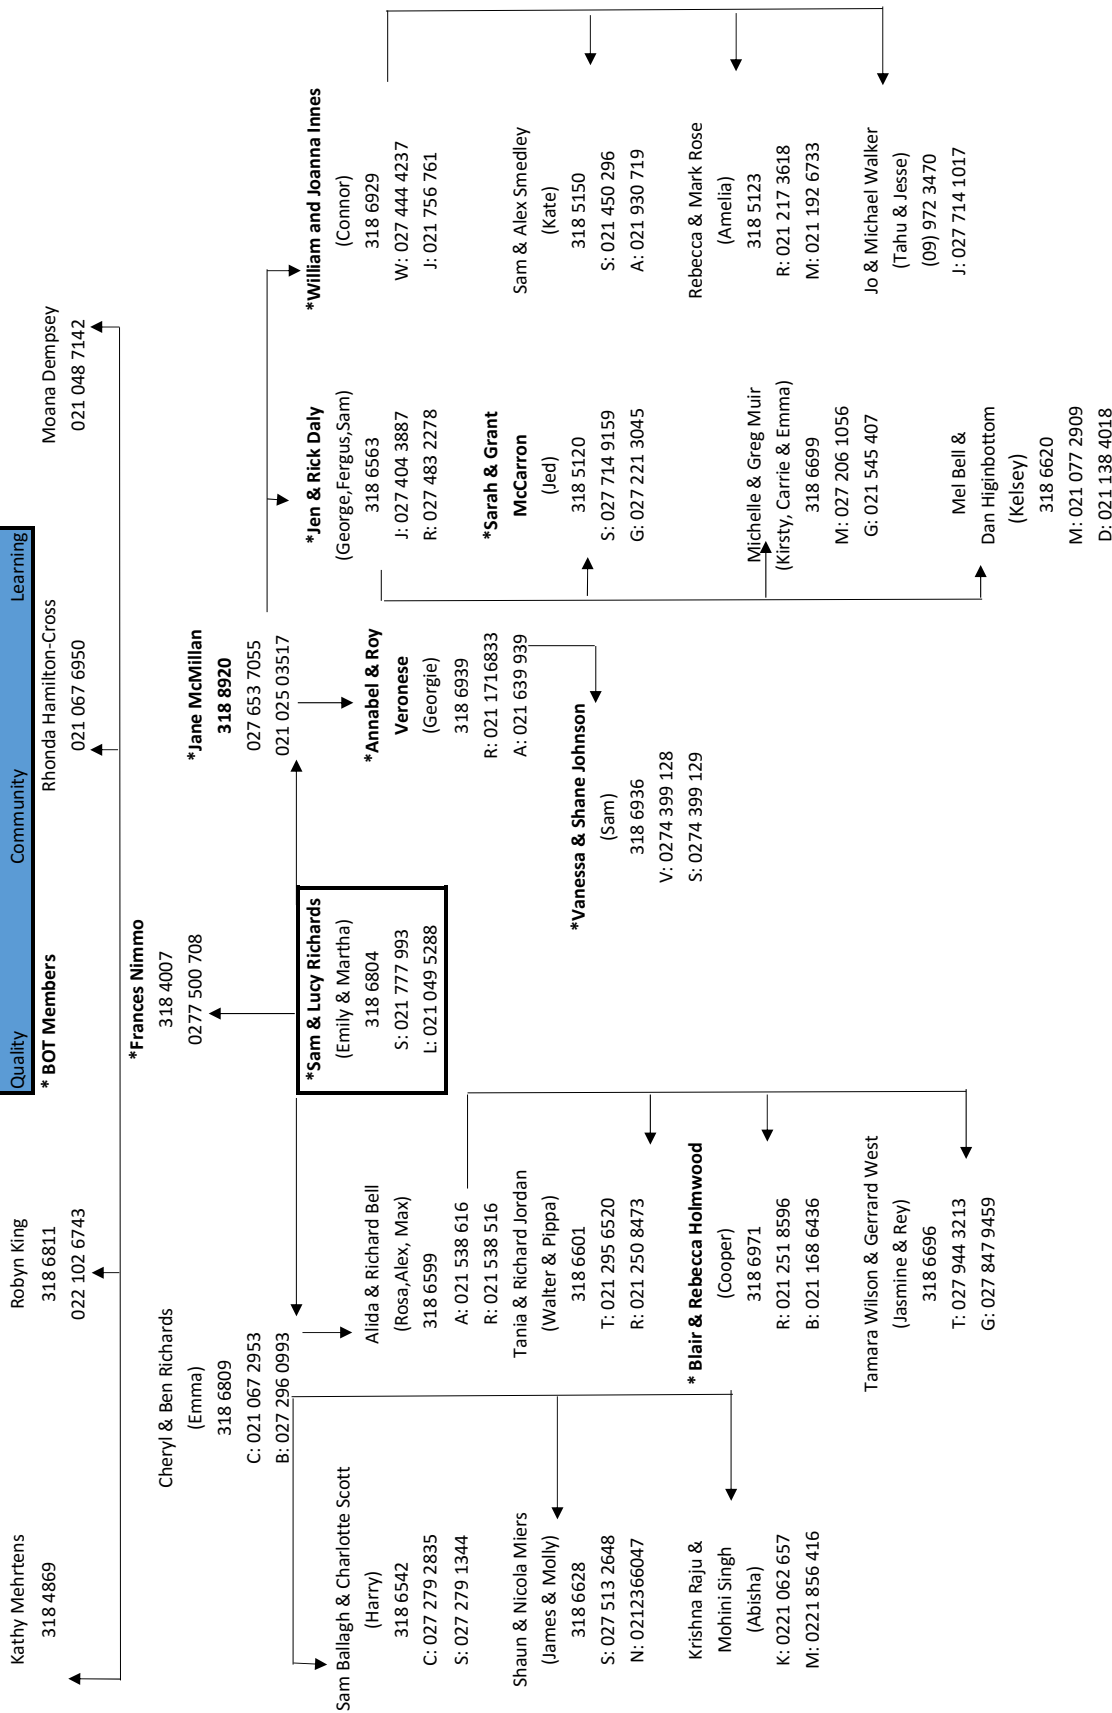 Quality Community Learning
* BOT Members
Kathy Mehrtens
318 4869
Robyn King
318 6811
022 102 6743
Rhonda Hamilton-Cross
021 067 6950
Moana Dempsey
021 048 7142
*Frances Nimmo
318 4007
0277 500 708
Cheryl & Ben Richards
(Emma)
318 6809
C: 021 067 2953
B: 027 296 0993
*Jane McMillan
318 8920
027 653 7055
021 025 03517
*Sam & Lucy Richards
(Emily & Martha)
318 6804
S: 021 777 993
L: 021 049 5288
Sam Ballagh & Charlotte Scott
(Harry)
318 6542
C: 027 279 2835
S: 027 279 1344
Alida & Richard Bell
(Rosa,Alex, Max)
318 6599
A: 021 538 616
R: 021 538 516
*Annabel & Roy
Veronese
(Georgie)
318 6939
R: 021 1716833
A: 021 639 939
*Jen & Rick Daly
(George,Fergus,Sam)
318 6563
J: 027 404 3887
R: 027 483 2278
*William and Joanna Innes
(Connor)
318 6929
W: 027 444 4237
J: 021 756 761
Shaun & Nicola Miers
(James & Molly)
318 6628
S: 027 513 2648
N: 0212366047
Tania & Richard Jordan
(Walter & Pippa)
318 6601
T: 021 295 6520
R: 021 250 8473
*Vanessa & Shane Johnson
(Sam)
318 6936
V: 0274 399 128
S: 0274 399 129
*Sarah & Grant
McCarron
(Jed)
318 5120
S: 027 714 9159
G: 027 221 3045
Sam & Alex Smedley
(Kate)
318 5150
S: 021 450 296
A: 021 930 719
Krishna Raju &
Mohini Singh
(Abisha)
K: 0221 062 657
M: 0221 856 416
* Blair & Rebecca Holmwood
(Cooper)
318 6971
R: 021 251 8596
B: 021 168 6436
Michelle & Greg Muir
(Kirsty, Carrie & Emma)
318 6699
M: 027 206 1056
G: 021 545 407
Rebecca & Mark Rose
(Amelia)
318 5123
R: 021 217 3618
M: 021 192 6733
Tamara Wilson & Gerrard West
(Jasmine & Rey)
318 6696
T: 027 944 3213
G: 027 847 9459
Mel Bell &
Dan Higinbottom
(Kelsey)
318 6620
M: 021 077 2909
D: 021 138 4018
Jo & Michael Walker
(Tahu & Jesse)
(09) 972 3470
J: 027 714 1017